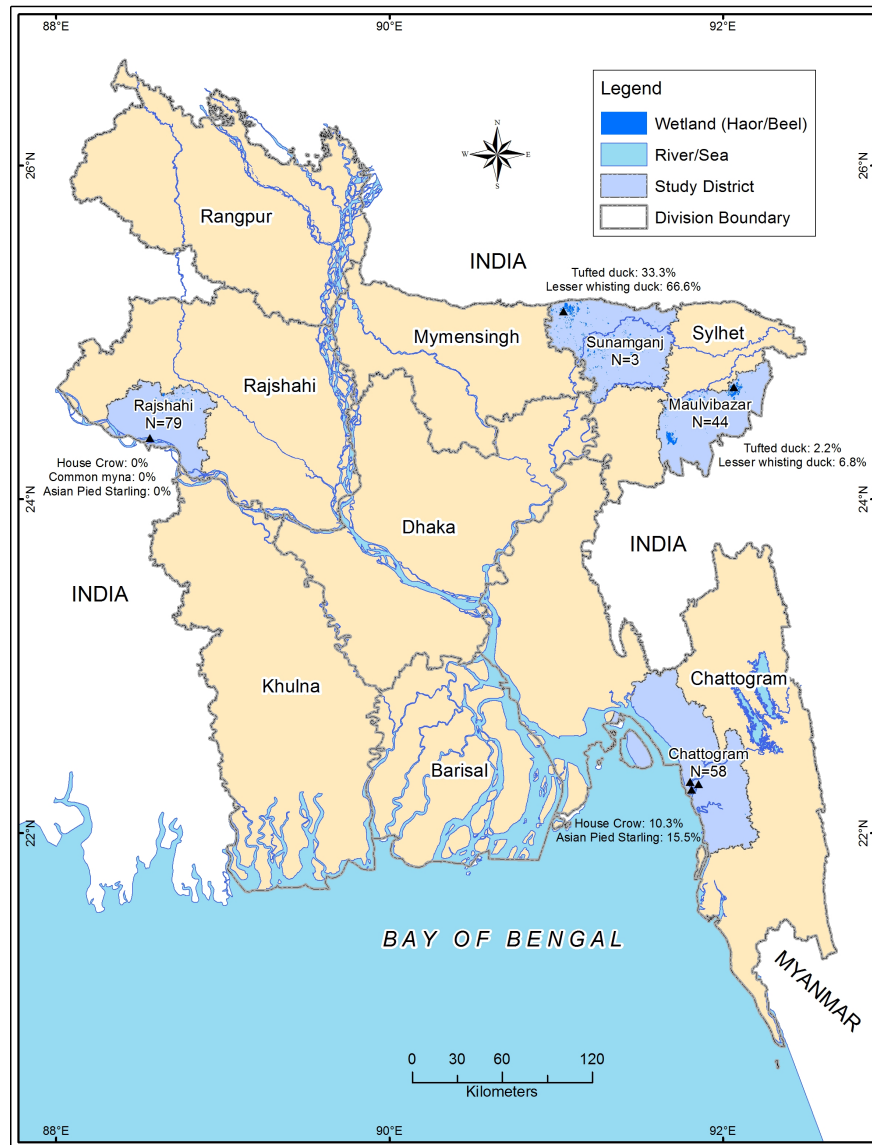 88°E
90°E
92°E
26°N
26°N
Legend
Wetland (Haor/Beel)
River/Sea
Study District
Division Boundary
N
W
E
S
Rangpur
INDIA
Tufted duck: 33.3%
Lesser whisting duck: 66.6%
Mymensingh
Sunamganj
N=3
Sylhet
Rajshahi
Rajshahi
N=79
Maulvibazar
N=44
House Crow: 0%
Common myna: 0%
Asian Pied Starling: 0%
Tufted duck: 2.2%
Lesser whisting duck: 6.8%
24°N
24°N
Dhaka
INDIA
INDIA
Khulna
Chattogram
Barisal
Chattogram
N=58
House Crow: 10.3%
Asian Pied Starling: 15.5%
22°N
22°N
BAY OF BENGAL
MYANMAR
0 30 60 120
Kilometers
88°E
90°E
92°E